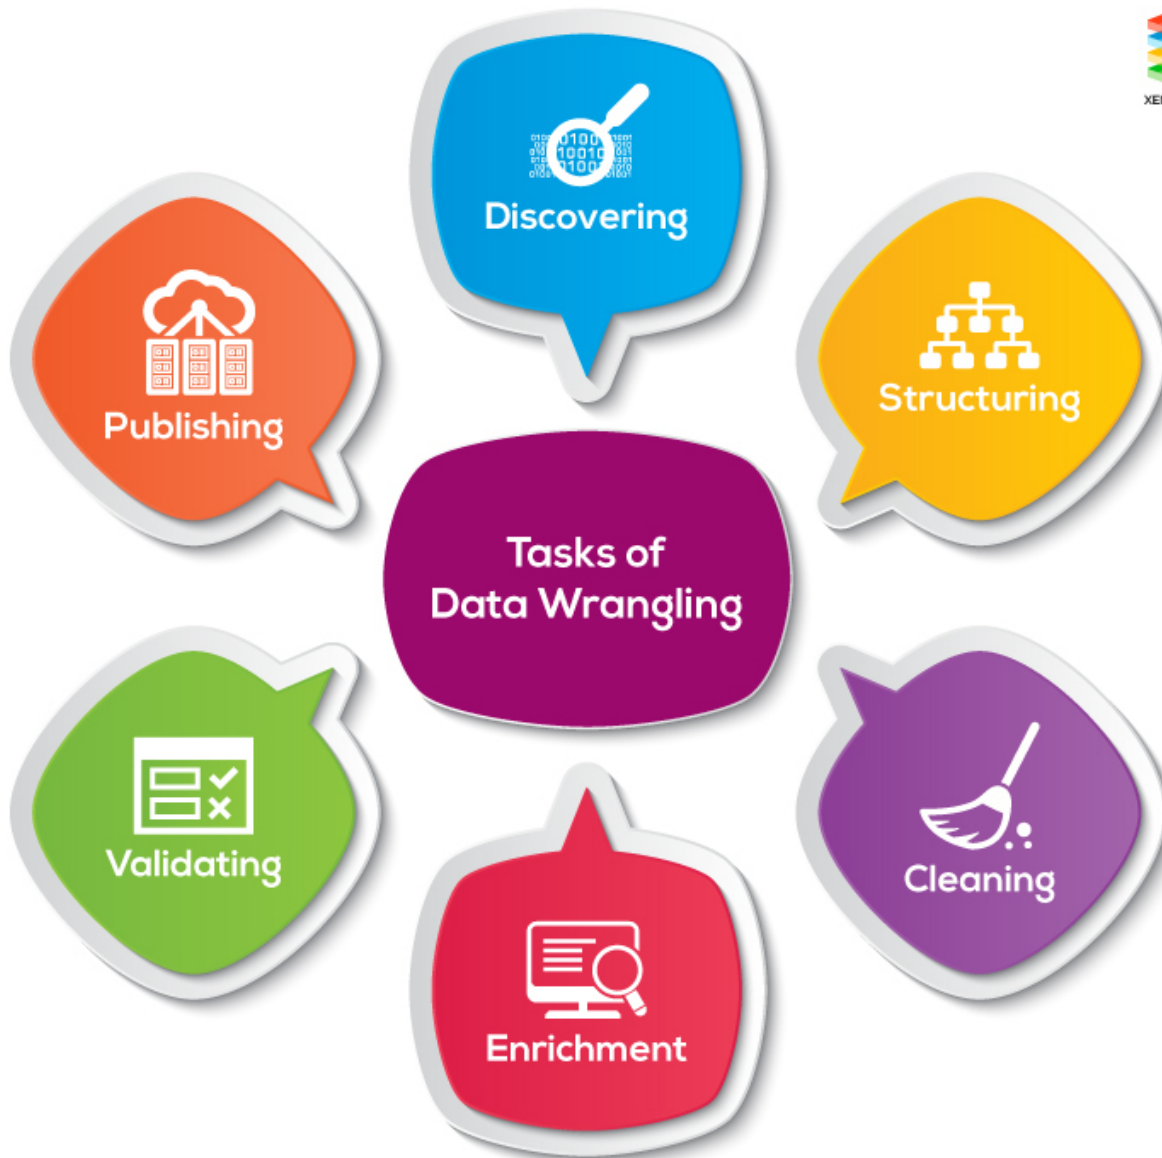 Discovering
Structuring
Publishing
Tasks of
Data Wrangling
Validating
Cleaning
Enrichment